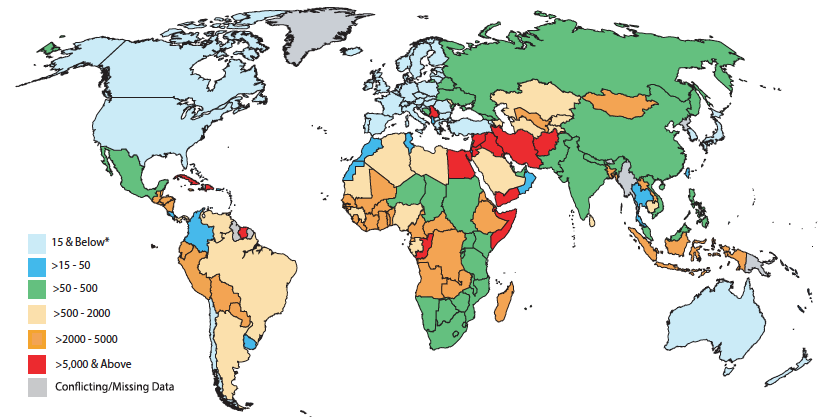 15 & Below*
>15 - 50
>50 - 500
>500 - 2000
>2000 - 5000
>5,000 & Above
Conflicting/Missing Data